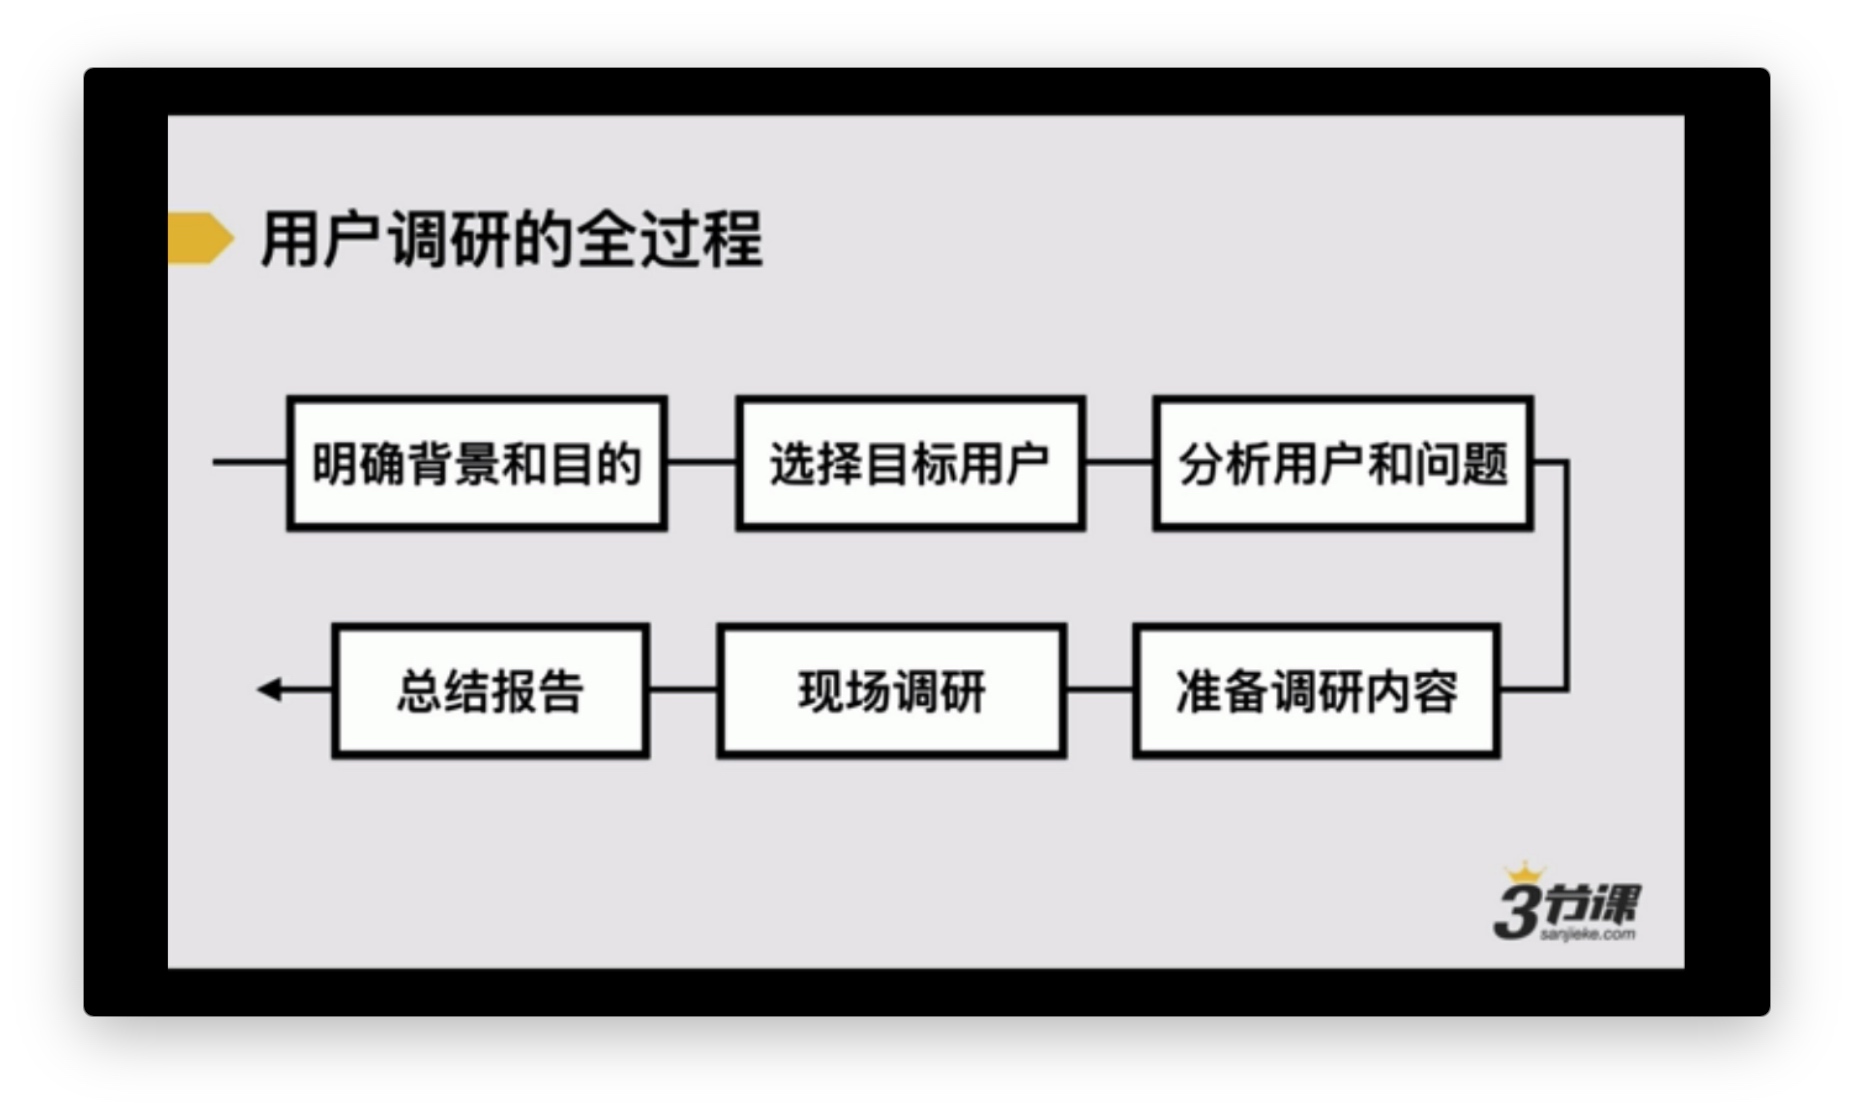 用户调研的全过程
明确背景和目的
选择目标用户
分析用户和问题
总结报告
现场调研
准备调研内容
3节课
sanjieke.com